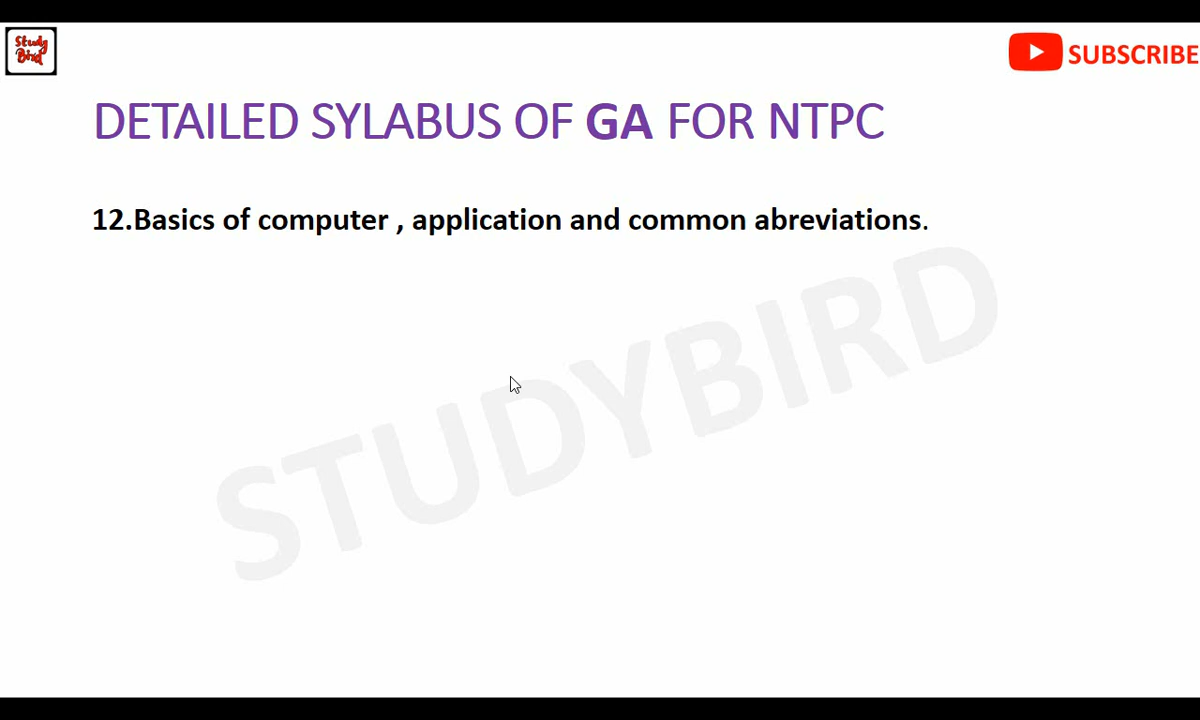 Study
Bird
SUBSCRIBE
DETAILED SYLABUS OF GA FOR NTPC
12.Basics of computer , application and common abreviations.
STUDYBIRD